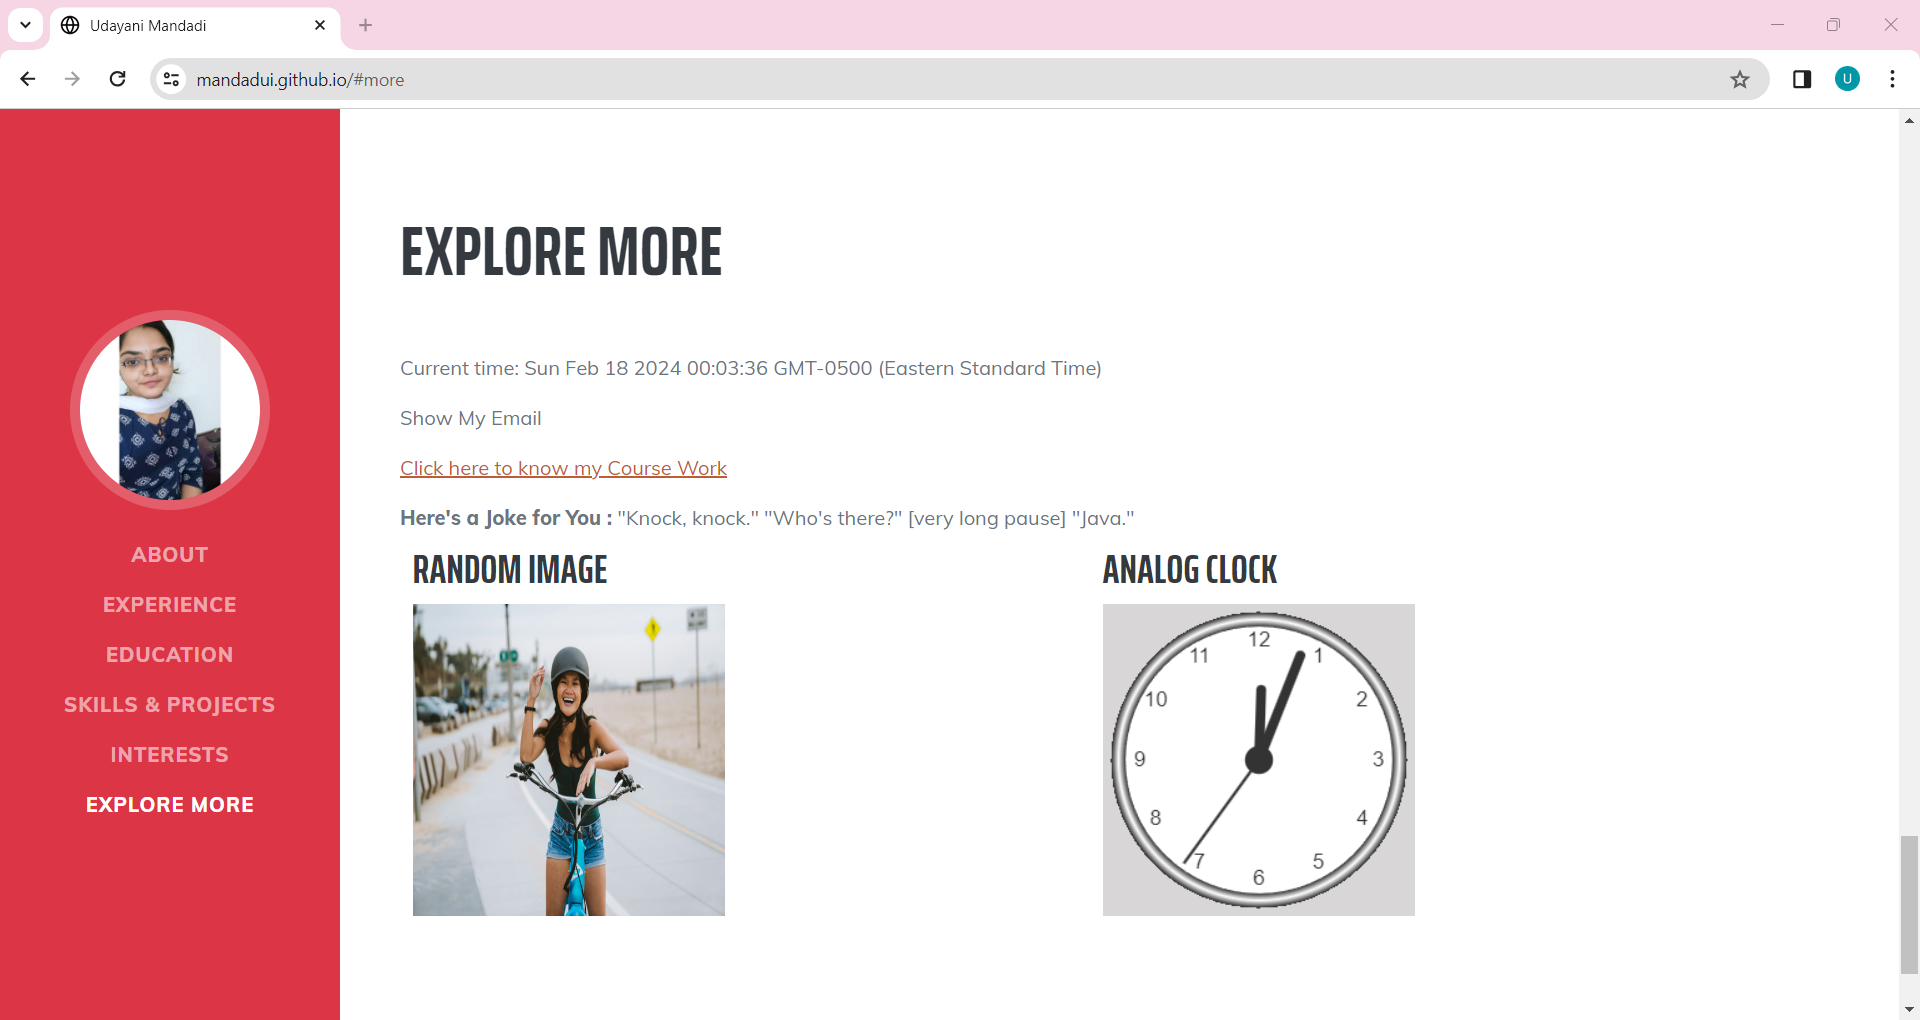 Udayani Mandadi
mandadui.github.io/#more
U
EXPLORE MORE
Current time: Sun Feb 18 2024 00:03:36 GMT-0500 (Eastern Standard Time)
Show My Email
Click here to know my Course Work
Here's a Joke for You : "Knock, knock." "Who's there?" [very long pause] "Java."
ABOUT
EXPERIENCE
EDUCATION
SKILLS & PROJECTS
INTERESTS
EXPLORE MORE
RANDOM IMAGE
ANALOG CLOCK
12
1
2
3
4
5
6
7
8
9
10
11